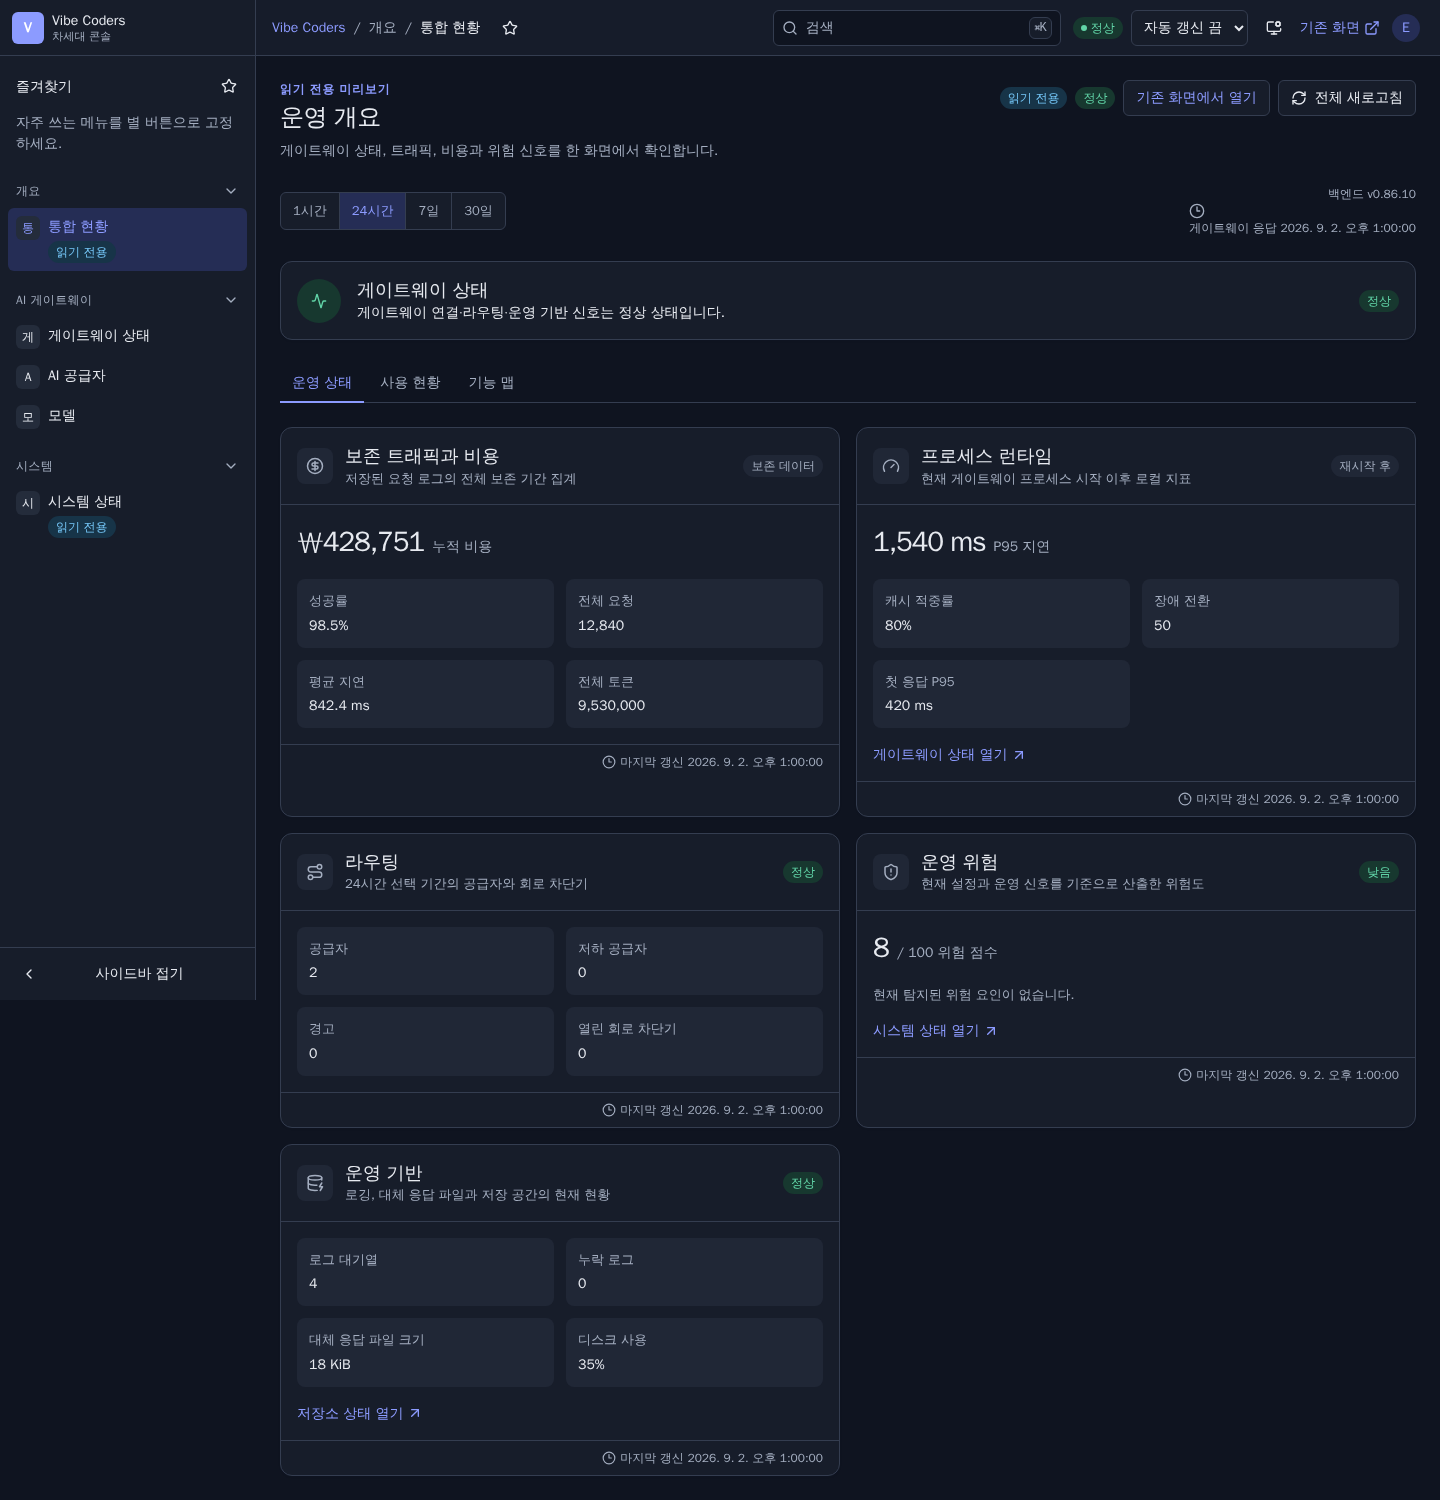 V
Vibe Coders
차세대 콘솔
Vibe Coders / 개요 / 통합 현황
검색
⌘K
정상
자동 갱신 끔
기존 화면
E
즐겨찾기
자주 쓰는 메뉴를 별 버튼으로 고정
하세요.
개요
통 통합 현황
읽기 전용
AI 게이트웨이
게 게이트웨이 상태
A AI 공급자
모 모델
시스템
시 시스템 상태
읽기 전용
사이드바 접기
읽기 전용 미리보기
운영 개요
게이트웨이 상태, 트래픽, 비용과 위험 신호를 한 화면에서 확인합니다.
읽기 전용
정상
기존 화면에서 열기
전체 새로고침
1시간 24시간 7일 30일
백엔드 v0.86.10
게이트웨이 응답 2026. 9. 2. 오후 1:00:00
게이트웨이 상태
게이트웨이 연결·라우팅·운영 기반 신호는 정상 상태입니다.
정상
운영 상태 사용 현황 기능 맵
보존 트래픽과 비용
저장된 요청 로그의 전체 보존 기간 집계
보존 데이터
₩428,751 누적 비용
성공률
98.5%
전체 요청
12,840
평균 지연
842.4 ms
전체 토큰
9,530,000
마지막 갱신 2026. 9. 2. 오후 1:00:00
프로세스 런타임
현재 게이트웨이 프로세스 시작 이후 로컬 지표
재시작 후
1,540 ms P95 지연
캐시 적중률
80%
장애 전환
50
첫 응답 P95
420 ms
게이트웨이 상태 열기
마지막 갱신 2026. 9. 2. 오후 1:00:00
라우팅
24시간 선택 기간의 공급자와 회로 차단기
정상
공급자
2
저하 공급자
0
경고
0
열린 회로 차단기
0
마지막 갱신 2026. 9. 2. 오후 1:00:00
운영 위험
현재 설정과 운영 신호를 기준으로 산출한 위험도
낮음
8 / 100 위험 점수
현재 탐지된 위험 요인이 없습니다.
시스템 상태 열기
마지막 갱신 2026. 9. 2. 오후 1:00:00
운영 기반
로깅, 대체 응답 파일과 저장 공간의 현재 현황
정상
로그 대기열
4
누락 로그
0
대체 응답 파일 크기
18 KiB
디스크 사용
35%
저장소 상태 열기
마지막 갱신 2026. 9. 2. 오후 1:00:00